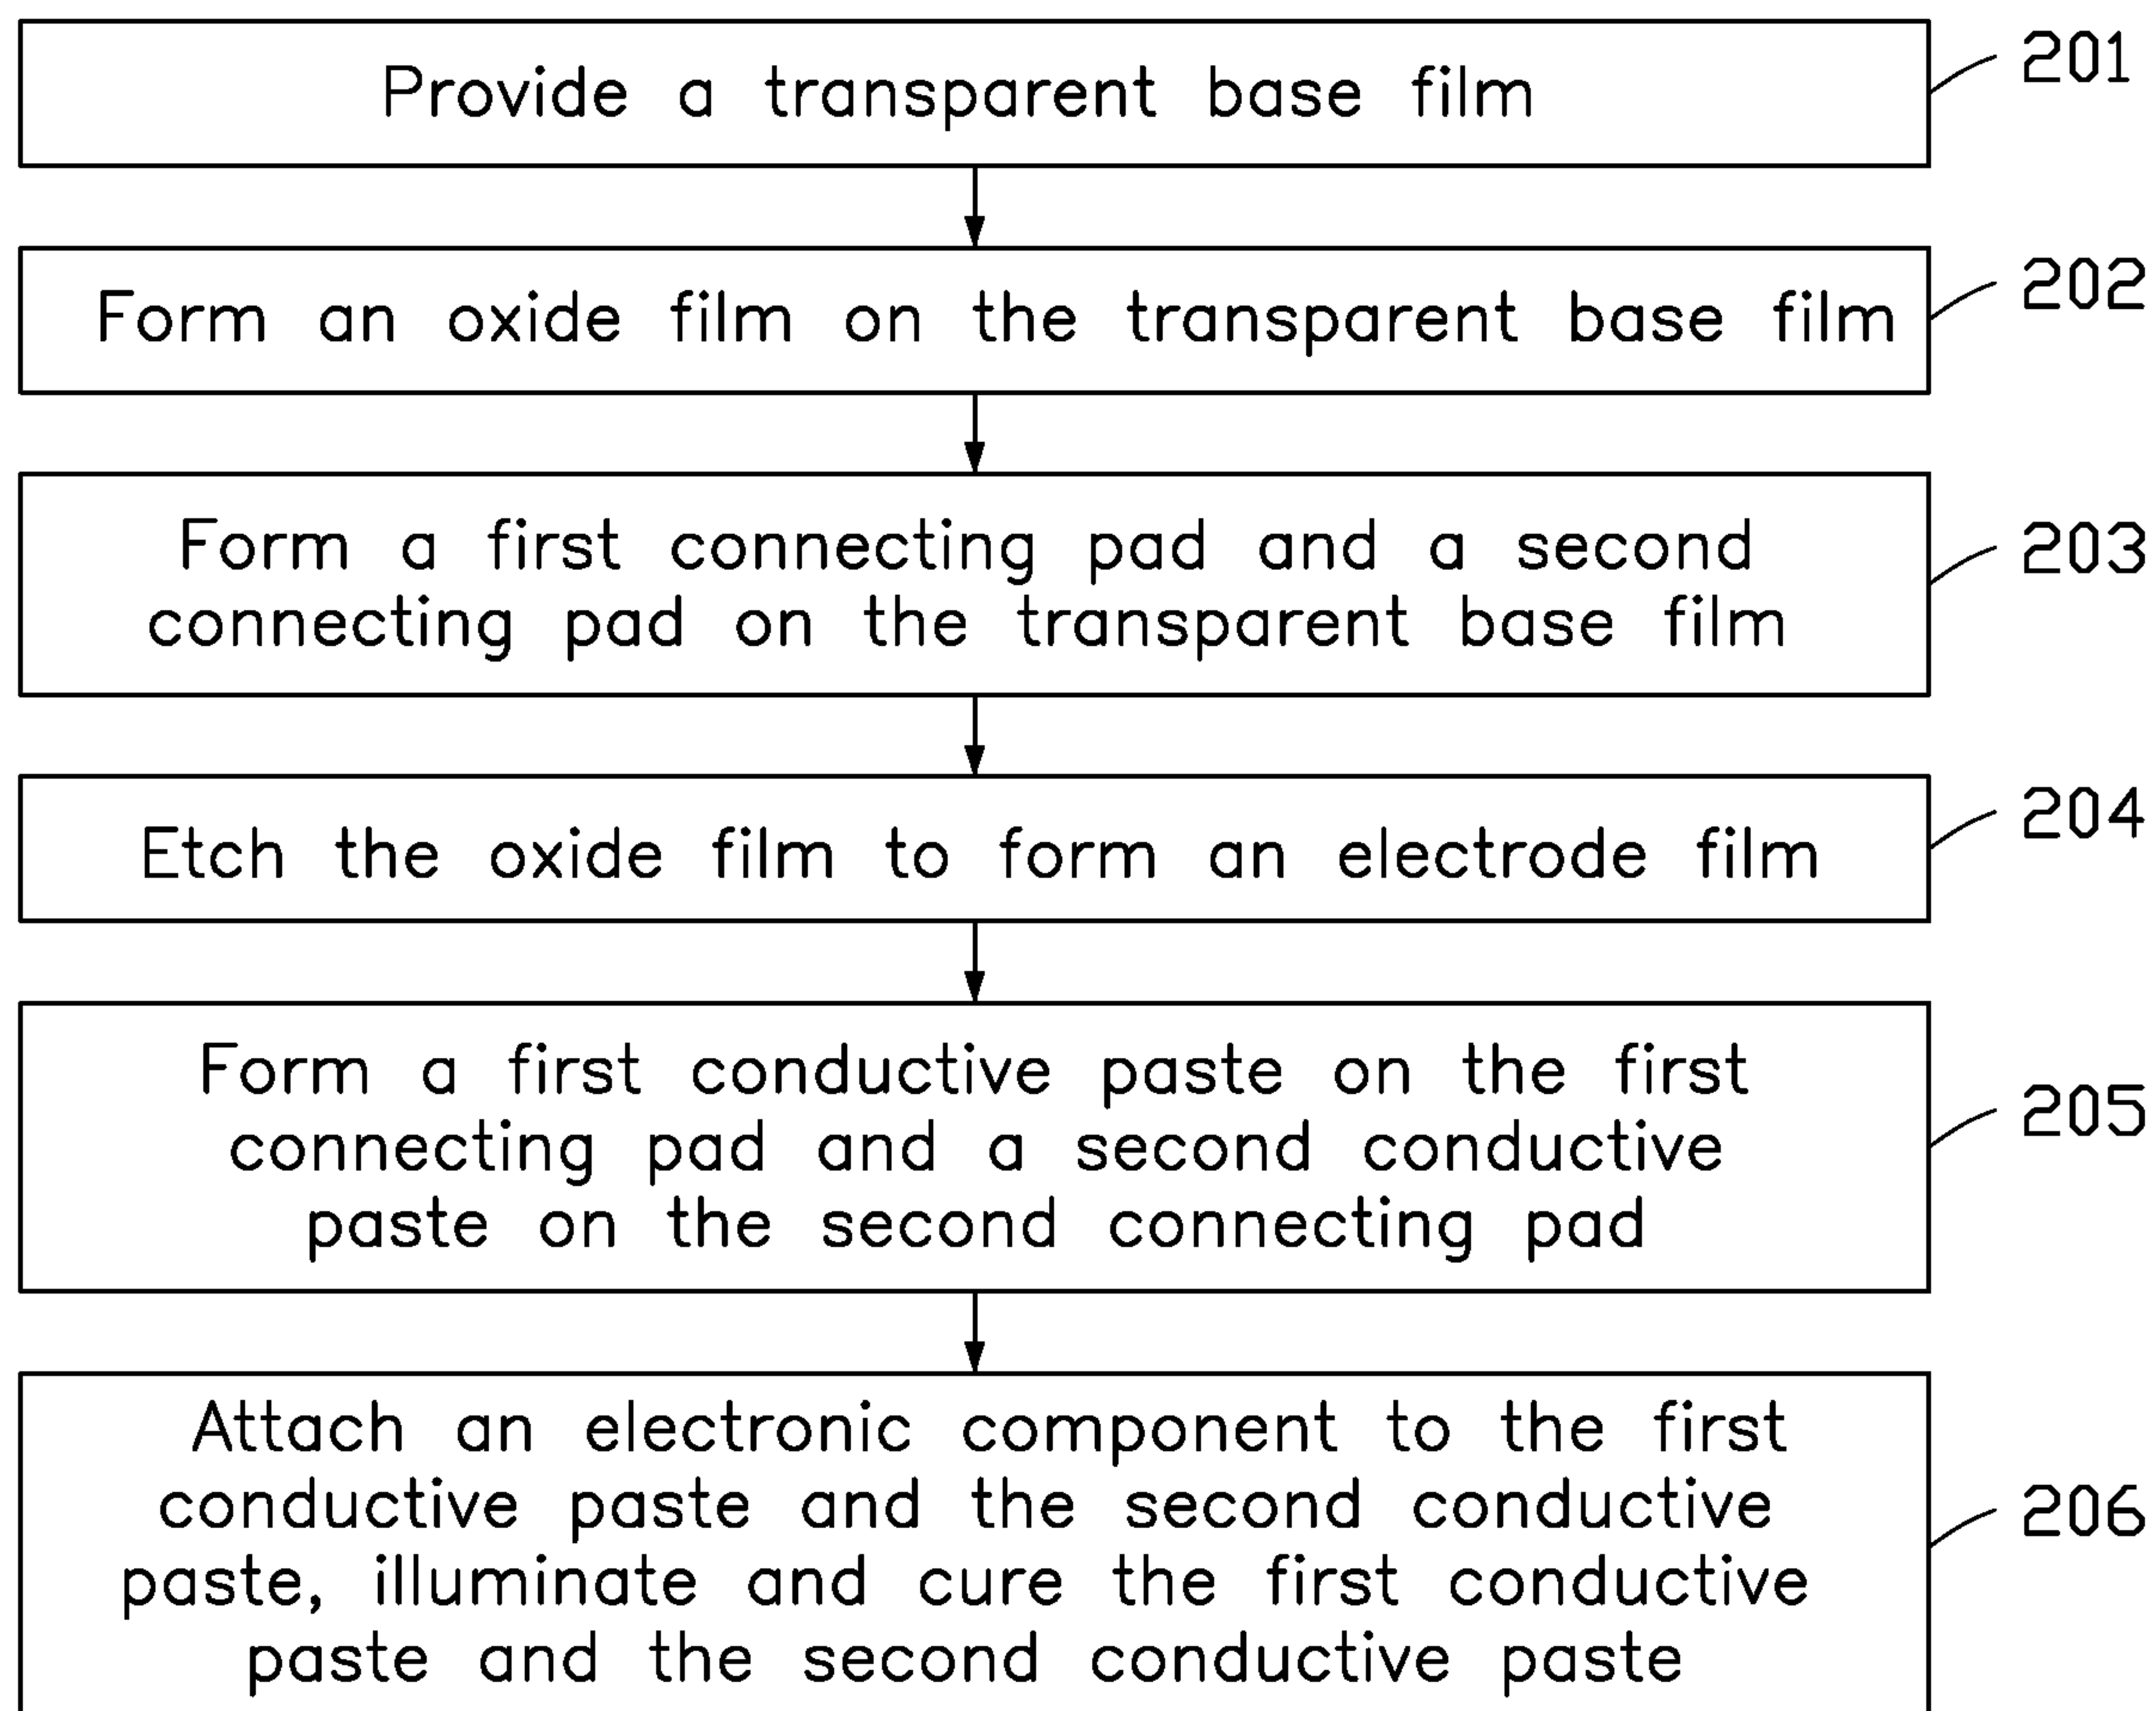 Provide a transparent base film
201
Form an oxide film on the transparent base film
202
Form a first connecting pad and a second
connecting pad on the transparent base film
203
Etch the oxide film to form an electrode film
204
Form a first conductive paste on the first
connecting pad and a second conductive
paste on the second connecting pad
205
Attach an electronic component to the first
conductive paste and the second conductive
paste, illuminate and cure the first conductive
paste and the second conductive paste
206